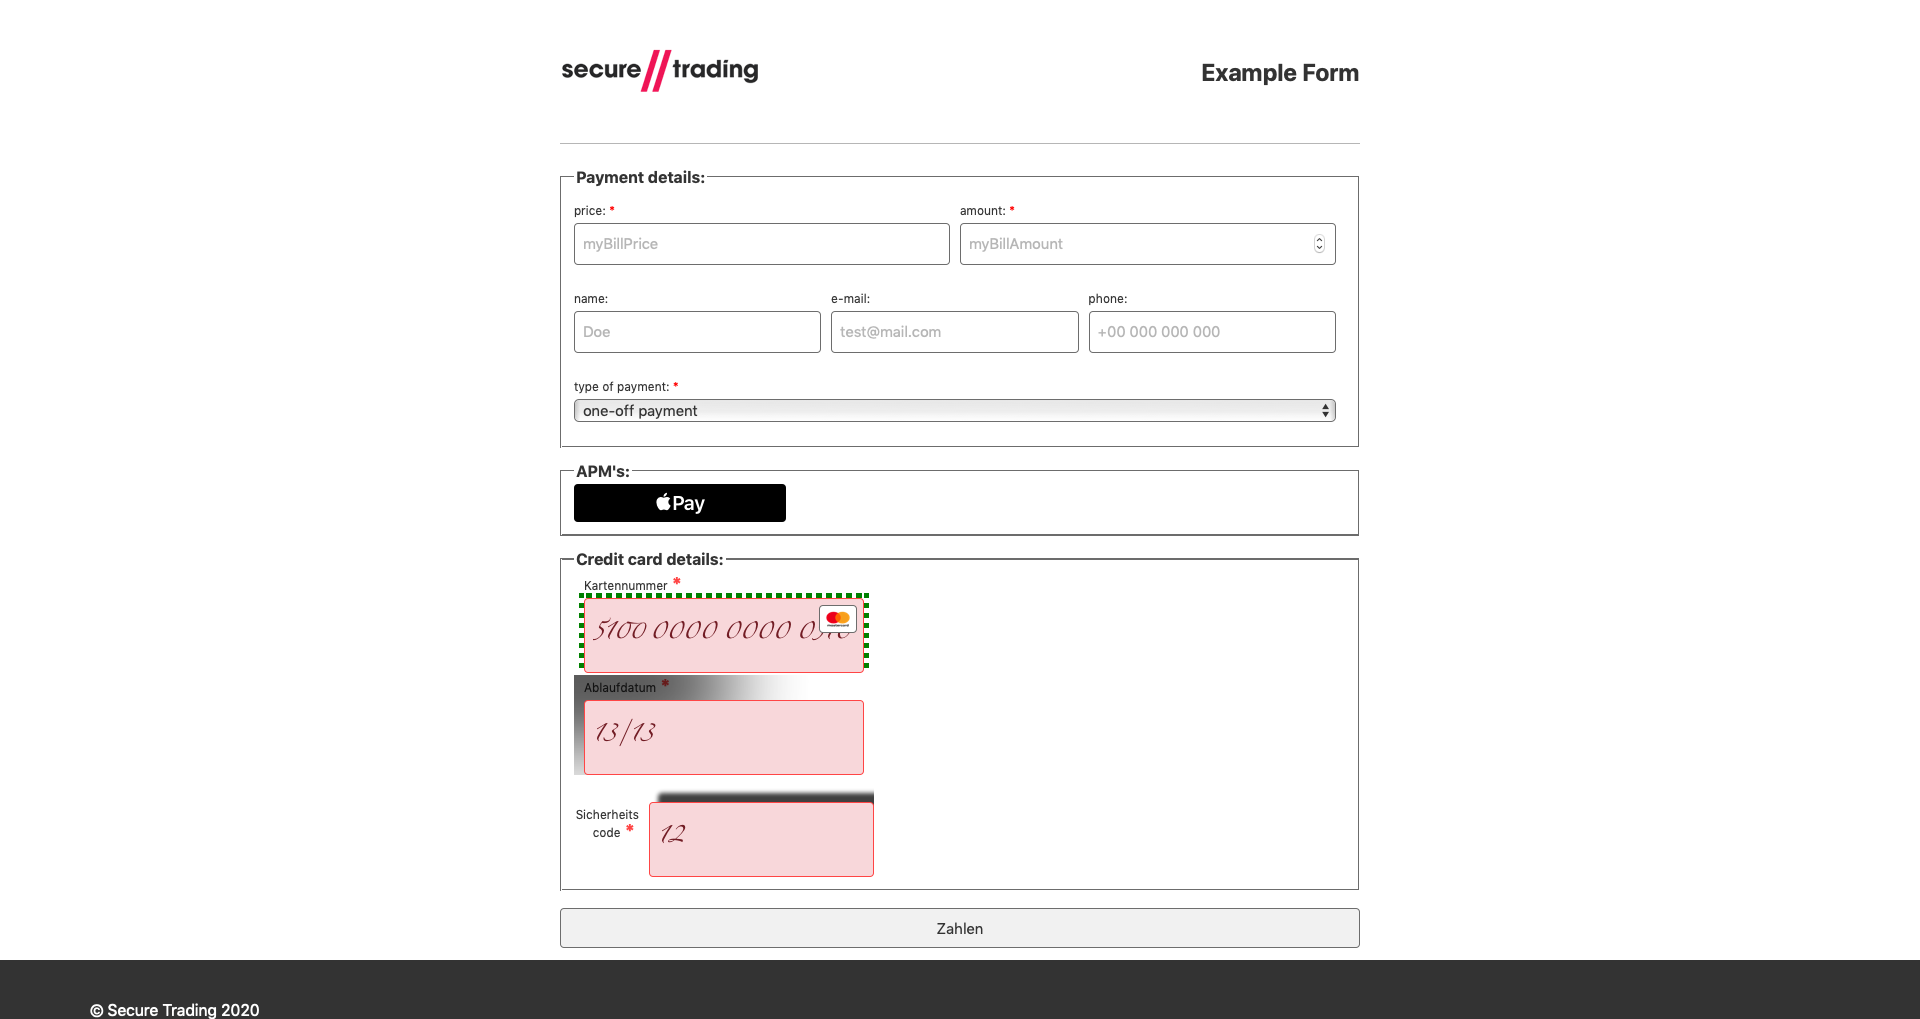 secure//trading
Example Form
Payment details:
price: *
amount: *
myBillPrice
myBillAmount
name:
e-mail:
phone:
Doe
test@mail.com
+00 000 000 000
type of payment: *
one-off payment
APM's:
Pay
Credit card details:
Kartennummer *
5100 0000 0000
Ablaufdatum *
13/13
Sicherheits
code *
12
Zahlen
© Secure Trading 2020